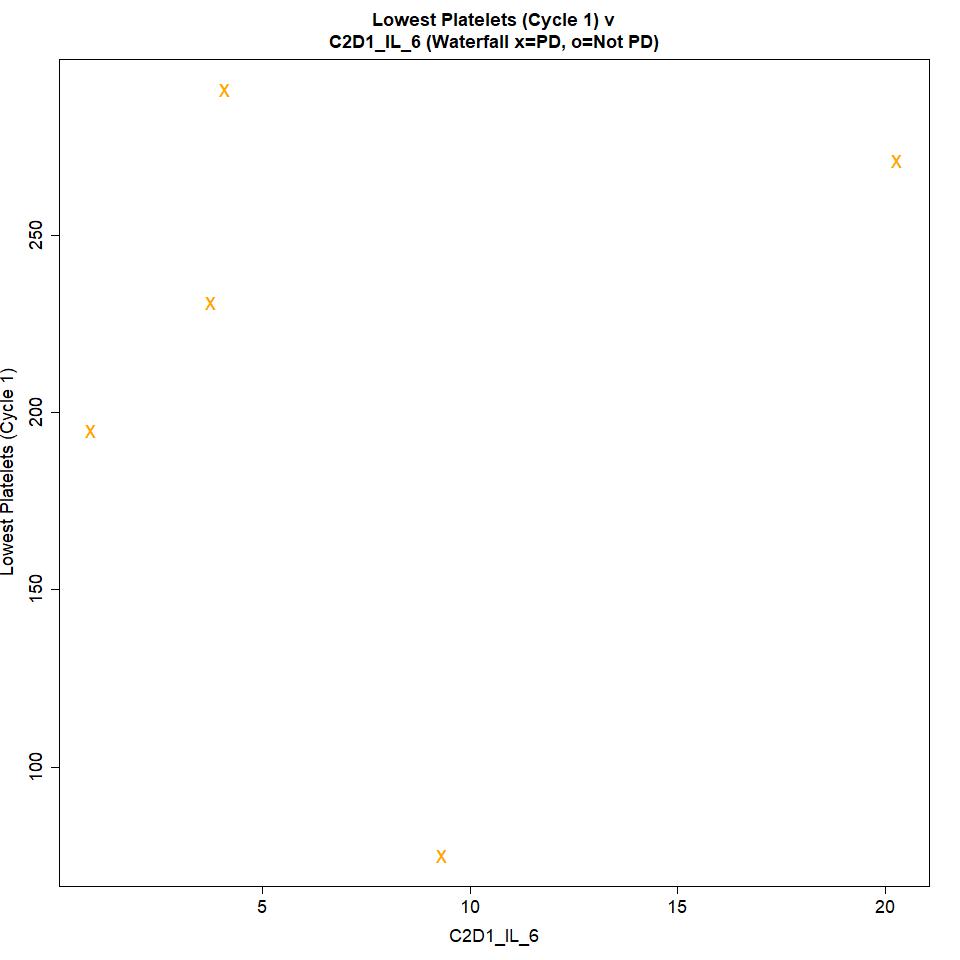 Lowest Platelets (Cycle 1) v
C2D1_IL_6 (Waterfall x=PD, o=Not PD)
X
X
250
X
200
X
Lowest Platelets (Cycle 1)
150
100
X
5
10
15
20
C2D1_IL_6